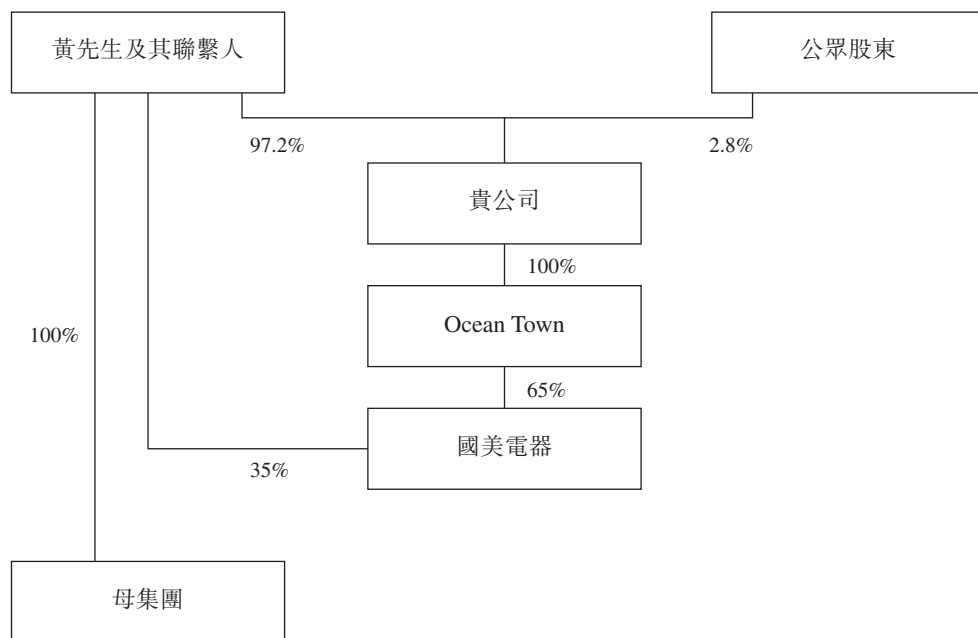 黃先生及其聯繫人
公眾股東
97.2%
2.8%
貴公司
100%
Ocean Town
100%
65%
國美電器
35%
母集團